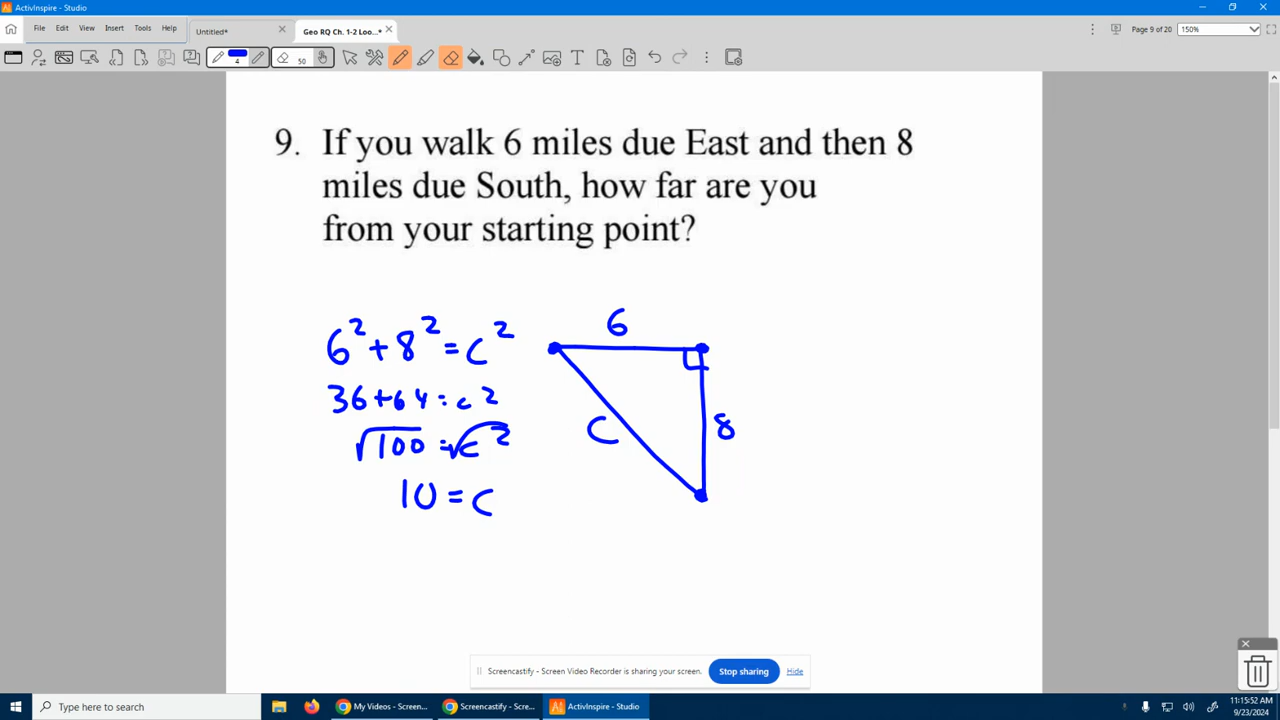 ActivInspire - Studio
File Edit View Insert Tools Help
Untitled*
Geo RQ Ch. 1-2 Loo...*
Page 9 of 20
150%
4
50
9. If you walk 6 miles due East and then 8
miles due South, how far are you
from your starting point?
6² + 8² = c²
36 + 64 = c²
√100 = √c²
10 = c
6
8
C
Screencastify - Screen Video Recorder is sharing your screen.
Stop sharing
Hide
Type here to search
My Videos - Screen...
Screencastify - Scre...
ActivInspire - Studio
11:15:52 AM
9/23/2024